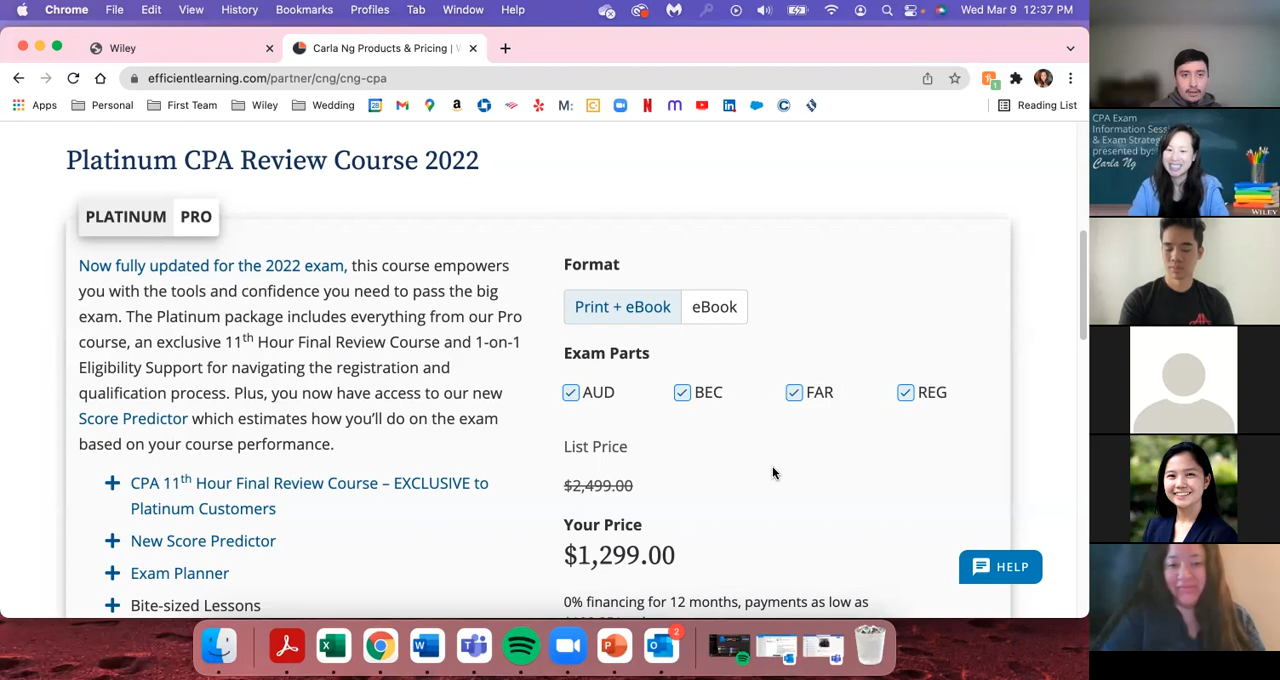 Chrome File Edit View History Bookmarks Profiles Tab Window Help Wed Mar 9 12:37 PM
Wiley Carla Ng Products & Pricing |
efficientlearning.com/partner/cng/cng-cpa
Apps Personal First Team Wiley Wedding M: Reading List
Platinum CPA Review Course 2022
PLATINUM PRO
Now fully updated for the 2022 exam, this course empowers
you with the tools and confidence you need to pass the big
exam. The Platinum package includes everything from our Pro
course, an exclusive 11th Hour Final Review Course and 1-on-1
Eligibility Support for navigating the registration and
qualification process. Plus, you now have access to our new
Score Predictor which estimates how you'll do on the exam
based on your course performance.
CPA 11th Hour Final Review Course – EXCLUSIVE to
Platinum Customers
New Score Predictor
Exam Planner
Bite-sized Lessons
Format
Print + eBook eBook
Exam Parts
AUD BEC FAR REG
List Price
$2,499.00
Your Price
$1,299.00
HELP
0% financing for 12 months, payments as low as
2
CPA Exam
Information Sess
& Exam Strateg
presented by:
Carla Ng
WILEY